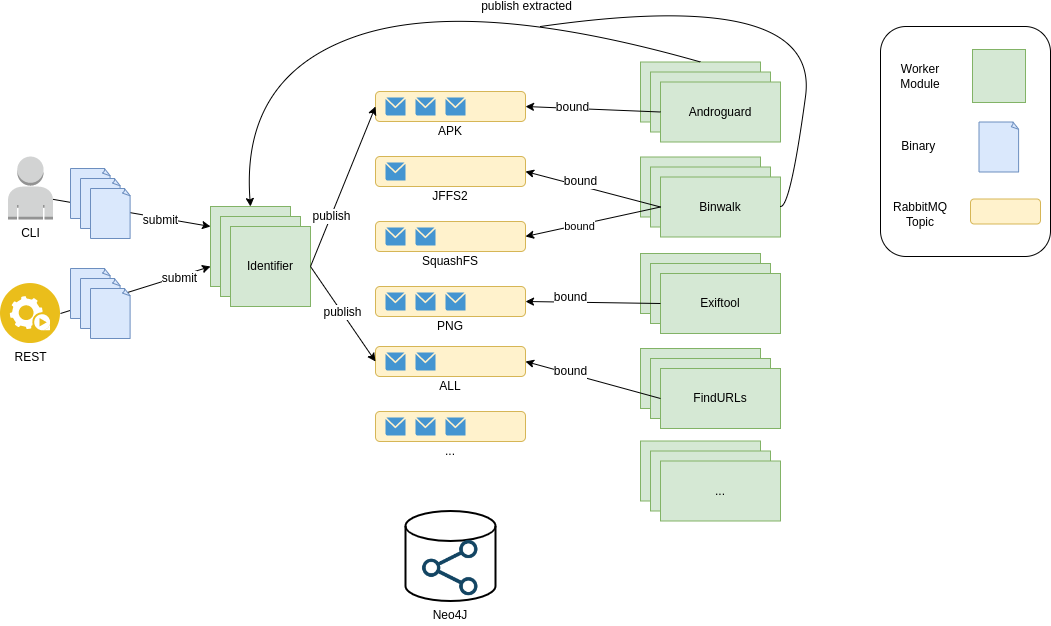 publish extracted
Worker
Module
Androguard
bound
APK
Binary
CLI
submit
bound
JFFS2
Binwalk
publish
RabbitMQ
Topic
bound
SquashFS
Identifier
submit
REST
publish
bound
PNG
Exiftool
bound
ALL
FindURLs
...
...
Neo4J